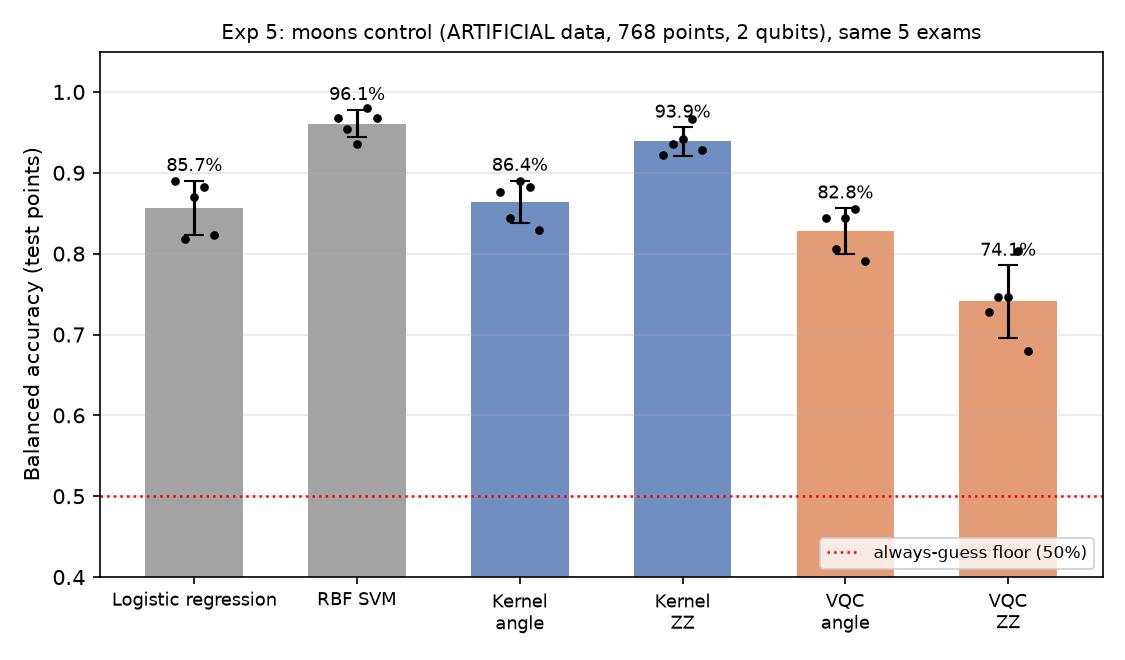 Exp 5: moons control (ARTIFICIAL data, 768 points, 2 qubits), same 5 exams
Balanced accuracy (test points)
1.0
0.9
0.8
0.7
0.6
0.5
0.4
85.7%
96.1%
86.4%
93.9%
82.8%
74.1%
always-guess floor (50%)
Logistic regression
RBF SVM
Kernel
angle
Kernel
ZZ
VQC
angle
VQC
ZZ